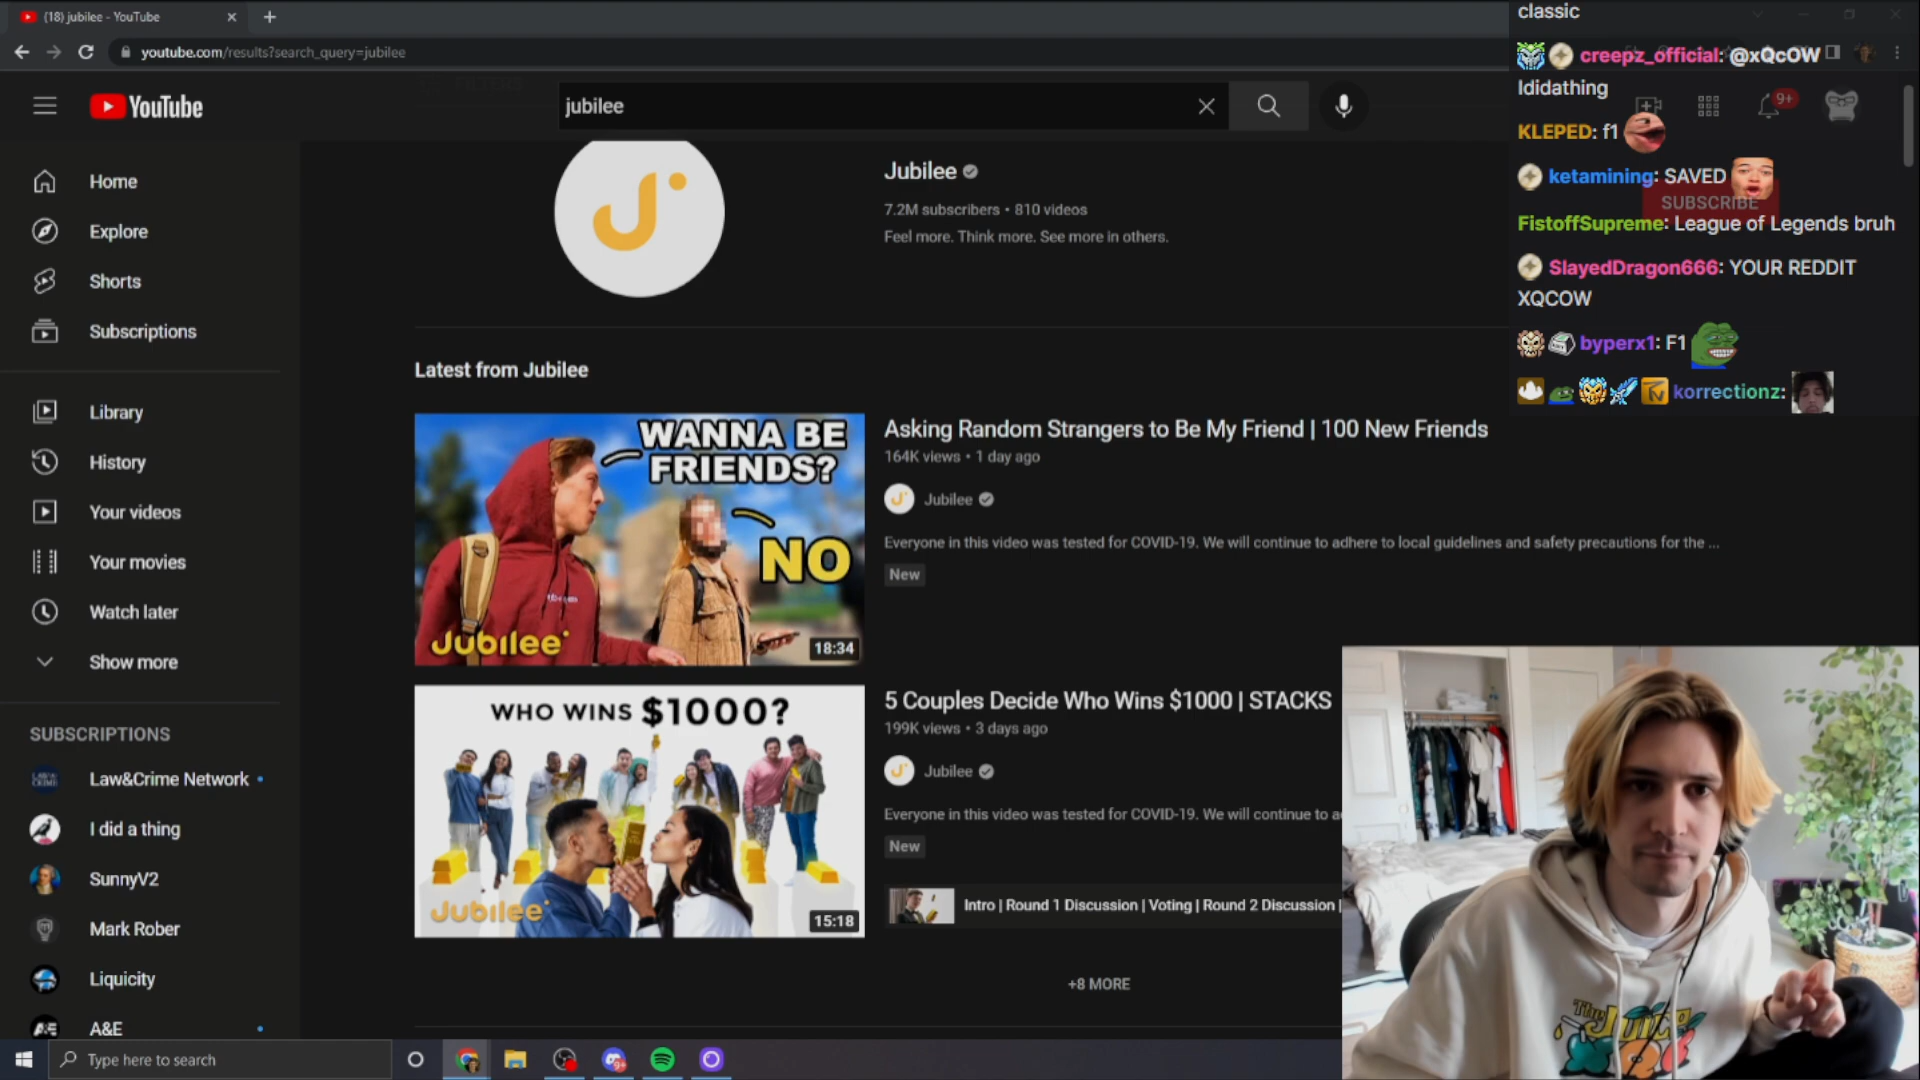 (18) jubilee - YouTube
youtube.com/results?search_query=jubilee
YouTube
jubilee
9+
Home
Explore
Shorts
Subscriptions
Library
History
Your videos
Your movies
Watch later
Show more
SUBSCRIPTIONS
Law&Crime Network
I did a thing
SunnyV2
Mark Rober
Liquicity
A&E
Jubilee
7.2M subscribers • 810 videos
Feel more. Think more. See more in others.
SUBSCRIBE
Latest from Jubilee
WANNA BE
FRIENDS?
NO
Jubilee
18:34
Asking Random Strangers to Be My Friend | 100 New Friends
164K views • 1 day ago
Jubilee
Everyone in this video was tested for COVID-19. We will continue to adhere to local guidelines and safety precautions for the ...
New
WHO WINS $1000?
Jubilee
15:18
5 Couples Decide Who Wins $1000 | STACKS
199K views • 3 days ago
Jubilee
Everyone in this video was tested for COVID-19. We will continue to a
New
Intro | Round 1 Discussion | Voting | Round 2 Discussion |
+8 MORE
classic
creepz_official: @xQcOW
Ididathing
KLEPED: f1
ketamining: SAVED
FistoffSupreme: League of Legends bruh
SlayedDragon666: YOUR REDDIT
XQCOW
byperx1: F1
korrectionz:
The Juice
Type here to search